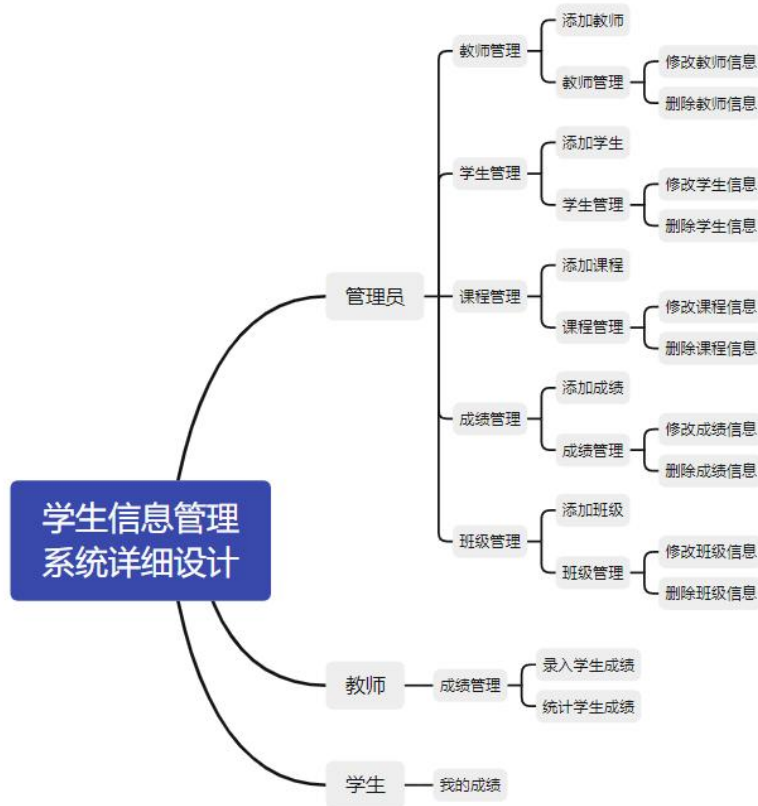 学生信息管理
系统详细设计
管理员
教师管理
添加教师
教师管理
修改教师信息
删除教师信息
学生管理
添加学生
学生管理
修改学生信息
删除学生信息
课程管理
添加课程
课程管理
修改课程信息
删除课程信息
成绩管理
添加成绩
成绩管理
修改成绩信息
删除成绩信息
班级管理
添加班级
班级管理
修改班级信息
删除班级信息
教师
成绩管理
录入学生成绩
统计学生成绩
学生
我的成绩